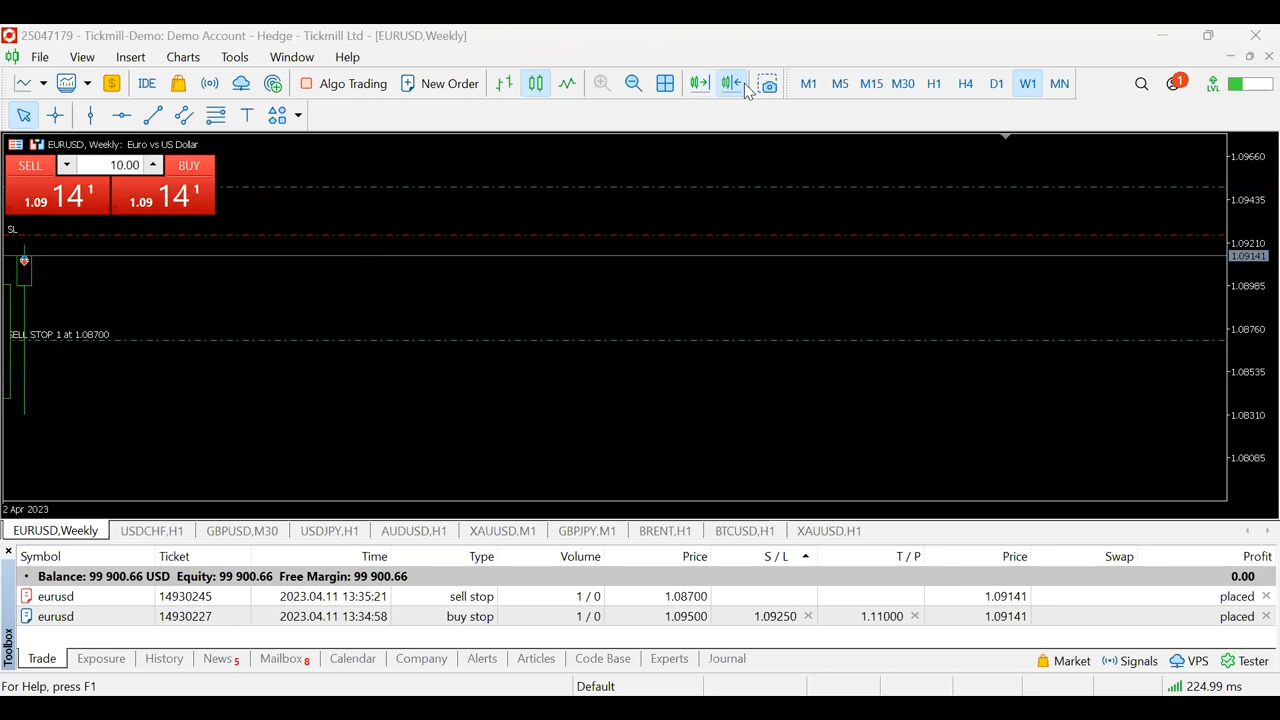 25047179 - Tickmill-Demo: Demo Account - Hedge - Tickmill Ltd - [EURUSD,Weekly]
File View Insert Charts Tools Window Help
$ IDE Algo Trading New Order M1 M5 M15 M30 H1 H4 D1 W1 MN 1 LVL
T
EURUSD, Weekly: Euro vs US Dollar
SELL 10.00 BUY
1.09 14 1 1.09 14 1
SL
SELL STOP 1 at 1.08700
1.09660
1.09435
1.09210
1.09141
1.08985
1.08760
1.08535
1.08310
1.08085
2 Apr 2023
EURUSD,Weekly USDCHF,H1 GBPUSD,M30 USDJPY,H1 AUDUSD,H1 XAUUSD,M1 GBPJPY,M1 BRENT,H1 BTCUSD,H1 XAUUSD,H1
Symbol Ticket Time Type Volume Price S / L T / P Price Swap Profit
Balance: 99 900.66 USD Equity: 99 900.66 Free Margin: 99 900.66 0.00
eurusd 14930245 2023.04.11 13:35:21 sell stop 1 / 0 1.08700 1.09141 placed
eurusd 14930227 2023.04.11 13:34:58 buy stop 1 / 0 1.09500 1.09250 1.11000 1.09141 placed
Toolbox
Trade Exposure History News 5 Mailbox 8 Calendar Company Alerts Articles Code Base Experts Journal Market Signals VPS Tester
For Help, press F1 Default 224.99 ms